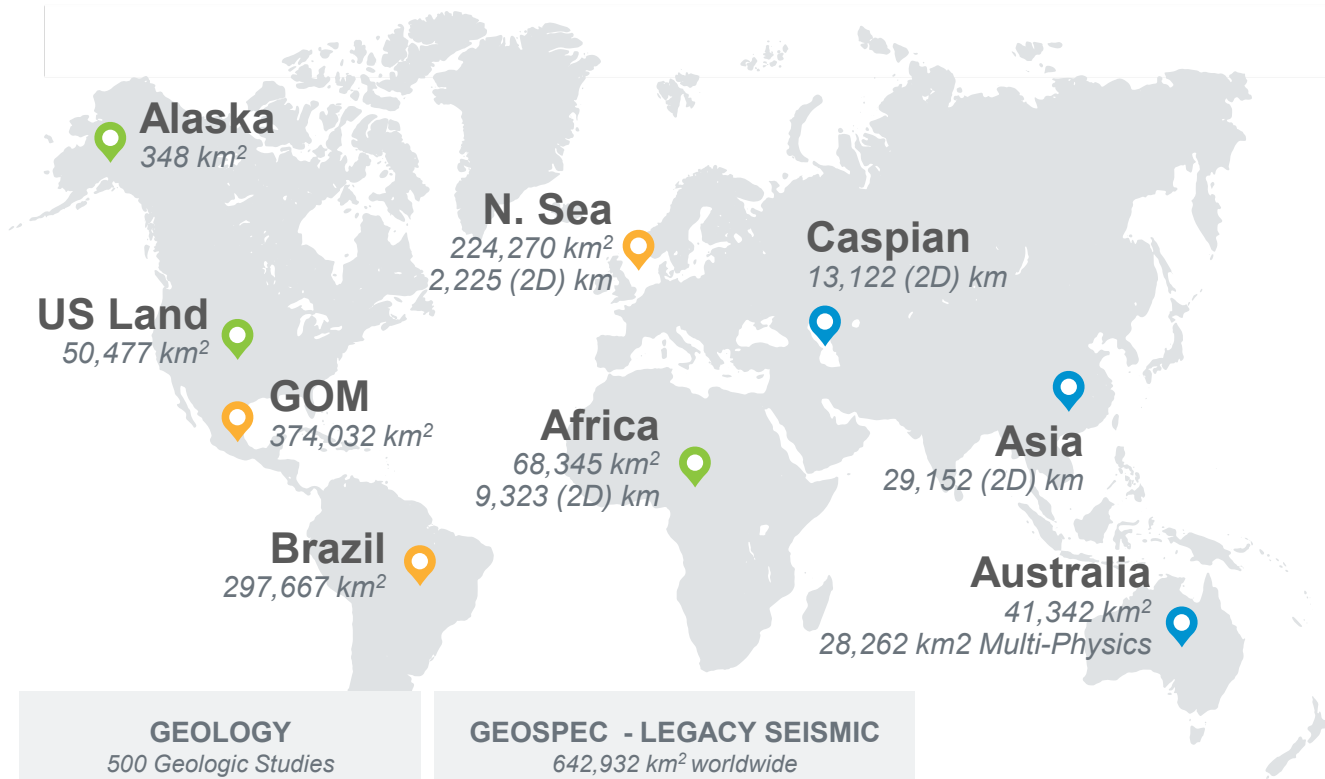 Alaska
348 km²
N. Sea
224,270 km²
2,225 (2D) km
Caspian
13,122 (2D) km
US Land
50,477 km²
GOM
374,032 km²
Africa
68,345 km²
9,323 (2D) km
Asia
29,152 (2D) km
Brazil
297,667 km²
Australia
41,342 km²
28,262 km2 Multi-Physics
GEOLOGY
500 Geologic Studies
GEOSPEC - LEGACY SEISMIC
642,932 km² worldwide